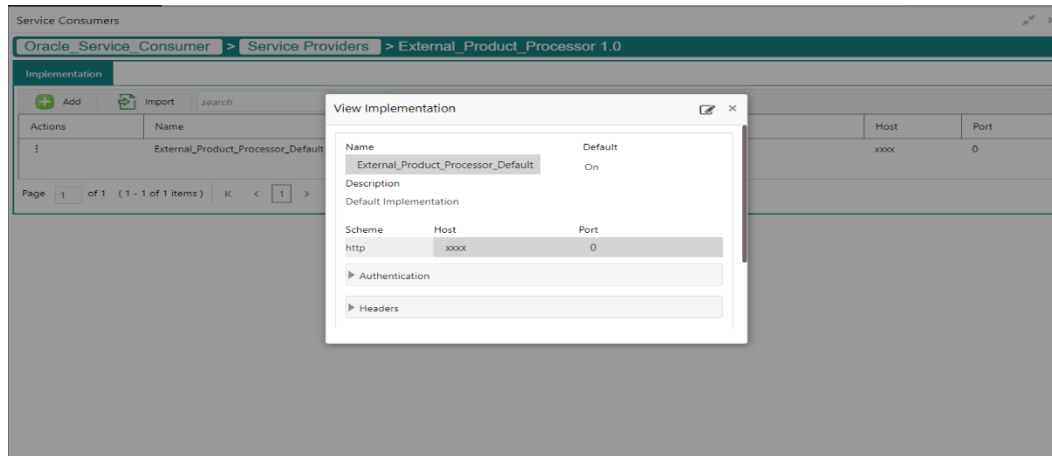 Service Consumers
Oracle_Service_Consumer > Service Providers > External_Product_Processor 1.0
Implementation
Add Import search
Actions Name Host Port
External_Product_Processor_Default xxxx 0
Page 1 of 1 (1 - 1 of 1 items) K < 1 >
View Implementation
Name Default
External_Product_Processor_Default On
Description
Default Implementation
Scheme Host Port
http xxxx 0
Authentication
Headers